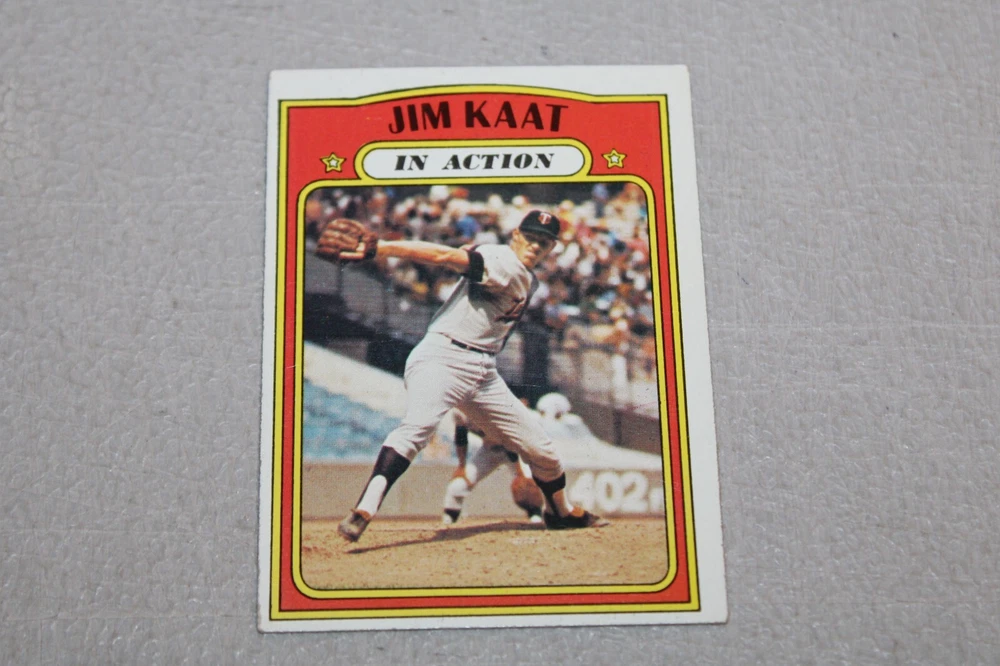 JIM KAAT
IN ACTION
T
402